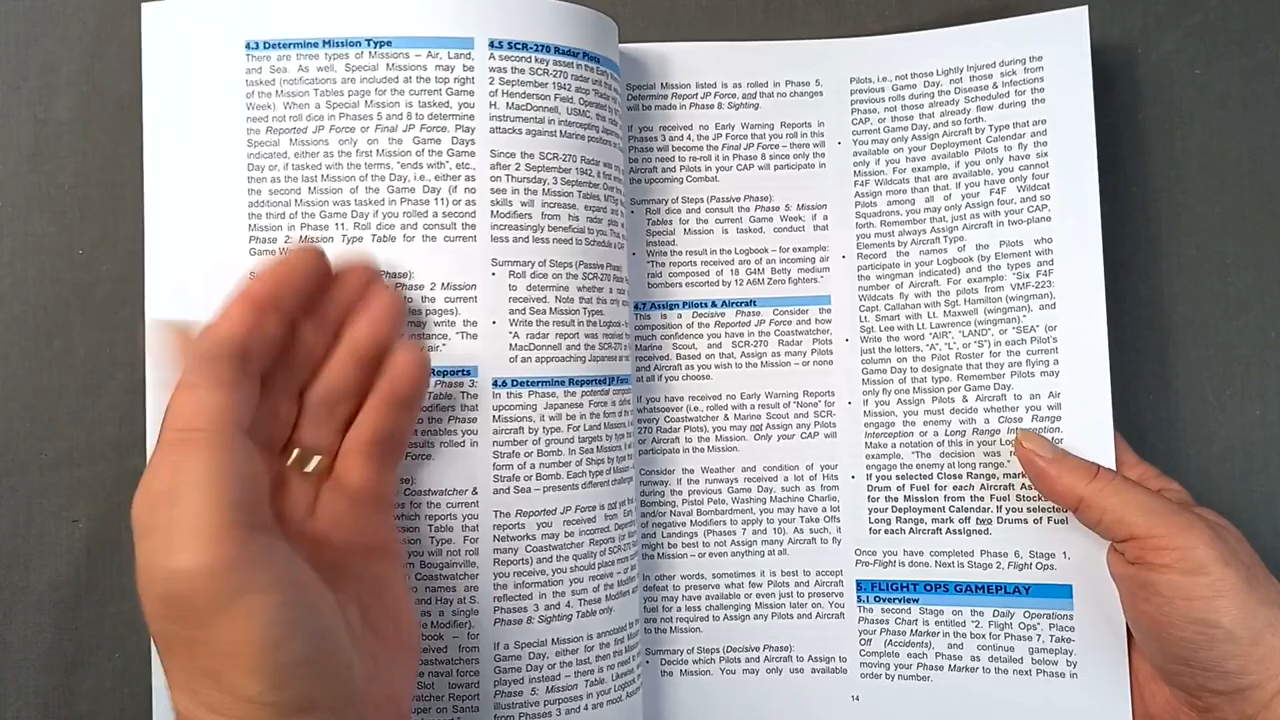 4.3 Determine Mission Type
There are three types of Missions – Air, Land,
and Sea. As well, Special Missions may be
tasked (notifications are included at the top right
of the Mission Tables page for the current Game
Week). When a Special Mission is tasked, you
need not roll dice in Phases 5 and 8 to determine
the Reported JP Force or Final JP Force. Play
Special Missions only on the Game Days
indicated, either as the first Mission of the Game
Day or, if tasked with the terms, "ends with", etc.,
then as the last Mission of the Day, i.e., either as
the second Mission of the Game Day (if no
additional Mission was tasked in Phase 11) or as
the third of the Game Day if you rolled a second
Mission in Phase 11. Roll dice and consult the
Phase 2: Mission Type Table for the current
Game
Phase):
Phase 2 Mission
to the current
les pages).
may write the
instance, "The
air."
Reports
Phase 3:
Table. The
odifiers that
to the Phase
t enables you
esults rolled in
Force.
se):
Coastwatcher &
s for the current
which reports you
ssion Table that
sion Type. For
you will not roll
m Bougainville,
Coastwatcher
o names are
and Hay at S.
as a single
e Modifier).
book – for
ceived from
oastwatchers
e naval force
Slot toward
atcher Report
uper on Santa
4.5 SCR-270 Radar Plots
A second key asset in the Early
was the SCR-270 radar unit that
2 September 1942 atop
of Henderson Field. Operated by
H. MacDonnell, USMC, this
instrumental in intercepting Japanese
attacks against Marine positions
Since the SCR-270 Radar was
after 2 September 1942, it first
on Thursday, 3 September. Over
see in the Mission Tables,
skills will increase, expand and
Modifiers from his radar plots
increasingly beneficial to you.
less and less need to Schedule a
Summary of Steps (Passive Phase)
• Roll dice on the SCR-270 Radar
to determine whether a
received. Note that this only
and Sea Mission Types.
• Write the result in the Logbook –
"A radar report was received
MacDonnell and the SCR-270
of an approaching Japanese
4.6 Determine Reported JP Force
In this Phase, the potential
upcoming Japanese Force is
Missions, it will be in the form of
aircraft by type. For Land Missions,
number of ground targets by type
Strafe or Bomb. In Sea Missions, it
form of a number of Ships by type
Strafe or Bomb. Each type of Mission
and Sea – presents different
The Reported JP Force is not yet
reports you received from Early
Networks may be incorrect.
many Coastwatcher Reports (or
Reports) and the quality of SCR-270
you receive, you should place more
the information you receive –
reflected in the sum of the Modifiers
Phases 3 and 4. These Modifiers
Phase 8: Sighting Table only.
If a Special Mission is annotated for
Game Day, either for the first Mission
Game Day or the last, then this Mission
played instead – there is no need
Phase 5: Mission Table. Likewise,
illustrative purposes in your Logbook,
from Phases 3 and 4 are moot.
Special Mission listed is as rolled in Phase 5,
Determine Report JP Force, and that no changes
will be made in Phase 8: Sighting.
If you received no Early Warning Reports in
Phases 3 and 4, the JP Force that you roll in this
Phase will become the Final JP Force – there will
be no need to re-roll it in Phase 8 since only the
Aircraft and Pilots in your CAP will participate in
the upcoming Combat.
Summary of Steps (Passive Phase):
• Roll dice and consult the Phase 5: Mission
Tables for the current Game Week; if a
Special Mission is tasked, conduct that
instead.
• Write the result in the Logbook – for example:
"The reports received are of an incoming air
raid composed of 18 G4M Betty medium
bombers escorted by 12 A6M Zero fighters."
4.7 Assign Pilots & Aircraft
This is a Decisive Phase. Consider the
composition of the Reported JP Force and how
much confidence you have in the Coastwatcher,
Marine Scout, and SCR-270 Radar Plots
received. Based on that, Assign as many Pilots
and Aircraft as you wish to the Mission – or none
at all if you choose.
If you have received no Early Warning Reports
whatsoever (i.e., rolled with a result of "None" for
every Coastwatcher & Marine Scout and SCR-
270 Radar Plots), you may not Assign any Pilots
or Aircraft to the Mission. Only your CAP will
participate in the Mission.
Consider the Weather and condition of your
runway. If the runways received a lot of Hits
during the previous Game Day, such as from
Bombing, Pistol Pete, Washing Machine Charlie,
and/or Naval Bombardment, you may have a lot
of negative Modifiers to apply to your Take Offs
and Landings (Phases 7 and 10). As such, it
might be best to not Assign many Aircraft to fly
the Mission – or even anything at all.
In other words, sometimes it is best to accept
defeat to preserve what few Pilots and Aircraft
you may have available or even just to preserve
fuel for a less challenging Mission later on. You
are not required to Assign any Pilots and Aircraft
to the Mission.
Summary of Steps (Decisive Phase):
• Decide which Pilots and Aircraft to Assign to
the Mission. You may only use available
Pilots, i.e., not those Lightly Injured during the
previous Game Day, not those sick from
previous rolls during the Disease & Infections
Phase, not those already Scheduled for the
CAP, or those that already flew during the
current Game Day, and so forth.
• You may only Assign Aircraft by Type that are
available on your Deployment Calendar and
only if you have available Pilots to fly the
Mission. For example, if you only have six
F4F Wildcats that are available, you cannot
Assign more than that. If you have only four
Pilots among all of your F4F Wildcat
Squadrons, you may only Assign four, and so
forth. Remember that, just as with your CAP,
you must always Assign Aircraft in two-plane
Elements by Aircraft Type.
• Record the names of the Pilots who
participate in your Logbook (by Element with
the wingman indicated) and the types and
number of Aircraft. For example: "Six F4F
Wildcats fly with the pilots from VMF-223:
Capt. Callahan with Sgt. Hamilton (wingman),
Lt. Smart with Lt. Maxwell (wingman), and
Sgt. Lee with Lt. Lawrence (wingman)."
• Write the word "AIR", "LAND", or "SEA" (or
just the letters, "A", "L", or "S") in each Pilot's
column on the Pilot Roster for the current
Game Day to designate that they are flying a
Mission of that type. Remember Pilots may
only fly one Mission per Game Day.
• If you Assign Pilots & Aircraft to an Air
Mission, you must decide whether you will
engage the enemy with a Close Range
Interception or a Long Range Interception.
Make a notation of this in your for
example, "The decision was
engage the enemy at long range."
• If you selected Close Range, mark
Drum of Fuel for each Aircraft
for the Mission from the Fuel
your Deployment Calendar. If you selected
Long Range, mark off two Drums of Fuel
for each Aircraft Assigned.
Once you have completed Phase 6, Stage 1,
Pre-Flight is done. Next is Stage 2, Flight Ops.
5. FLIGHT OPS GAMEPLAY
5.1 Overview
The second Stage on the Daily Operations
Phases Chart is entitled "2. Flight Ops". Place
your Phase Marker in the box for Phase 7, Take-
Off (Accidents), and continue gameplay.
Complete each Phase as detailed below by
moving your Phase Marker to the next Phase in
order by number.
14